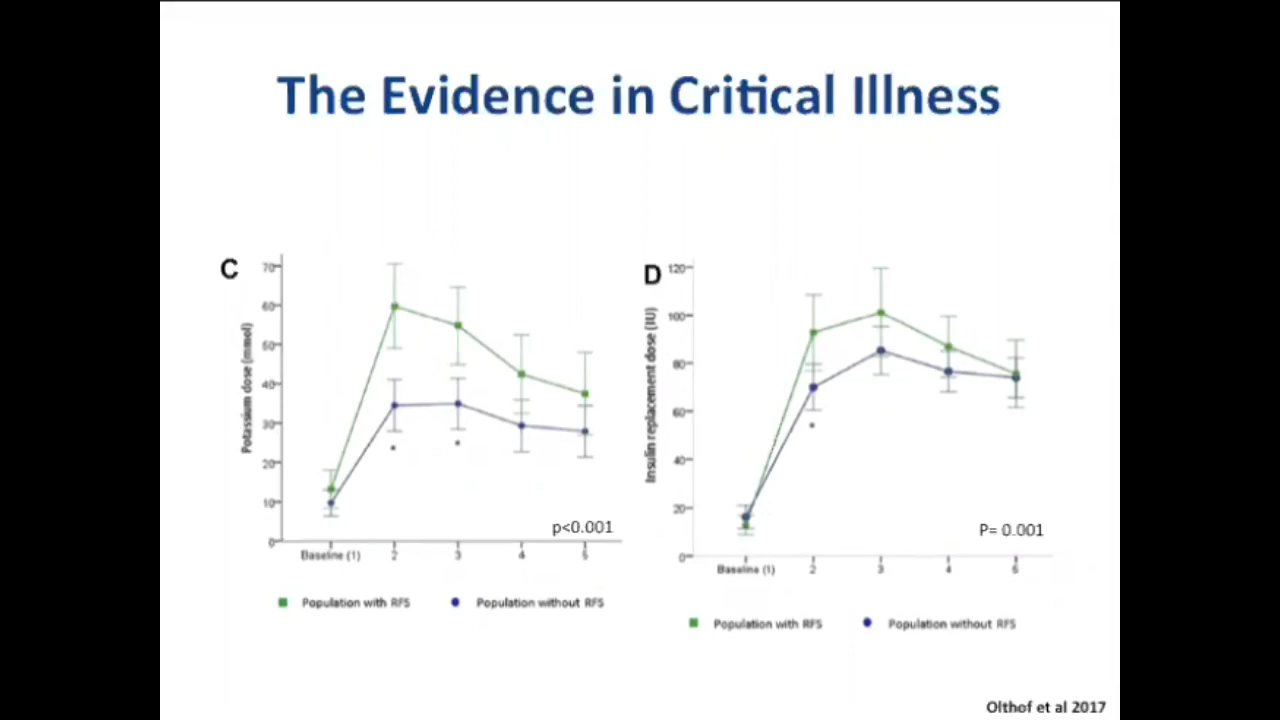 The Evidence in Critical Illness
C
Potassium dose (mmol)
70
60
50
40
30
20
10
0
p<0.001
Baseline (1)
2
3
4
5
Population with RFS
Population without RFS
D
Insulin replacement dose (IU)
120
100
80
60
40
20
0
P= 0.001
Baseline (1)
2
3
4
5
Population with RFS
Population without RFS
Olthof et al 2017